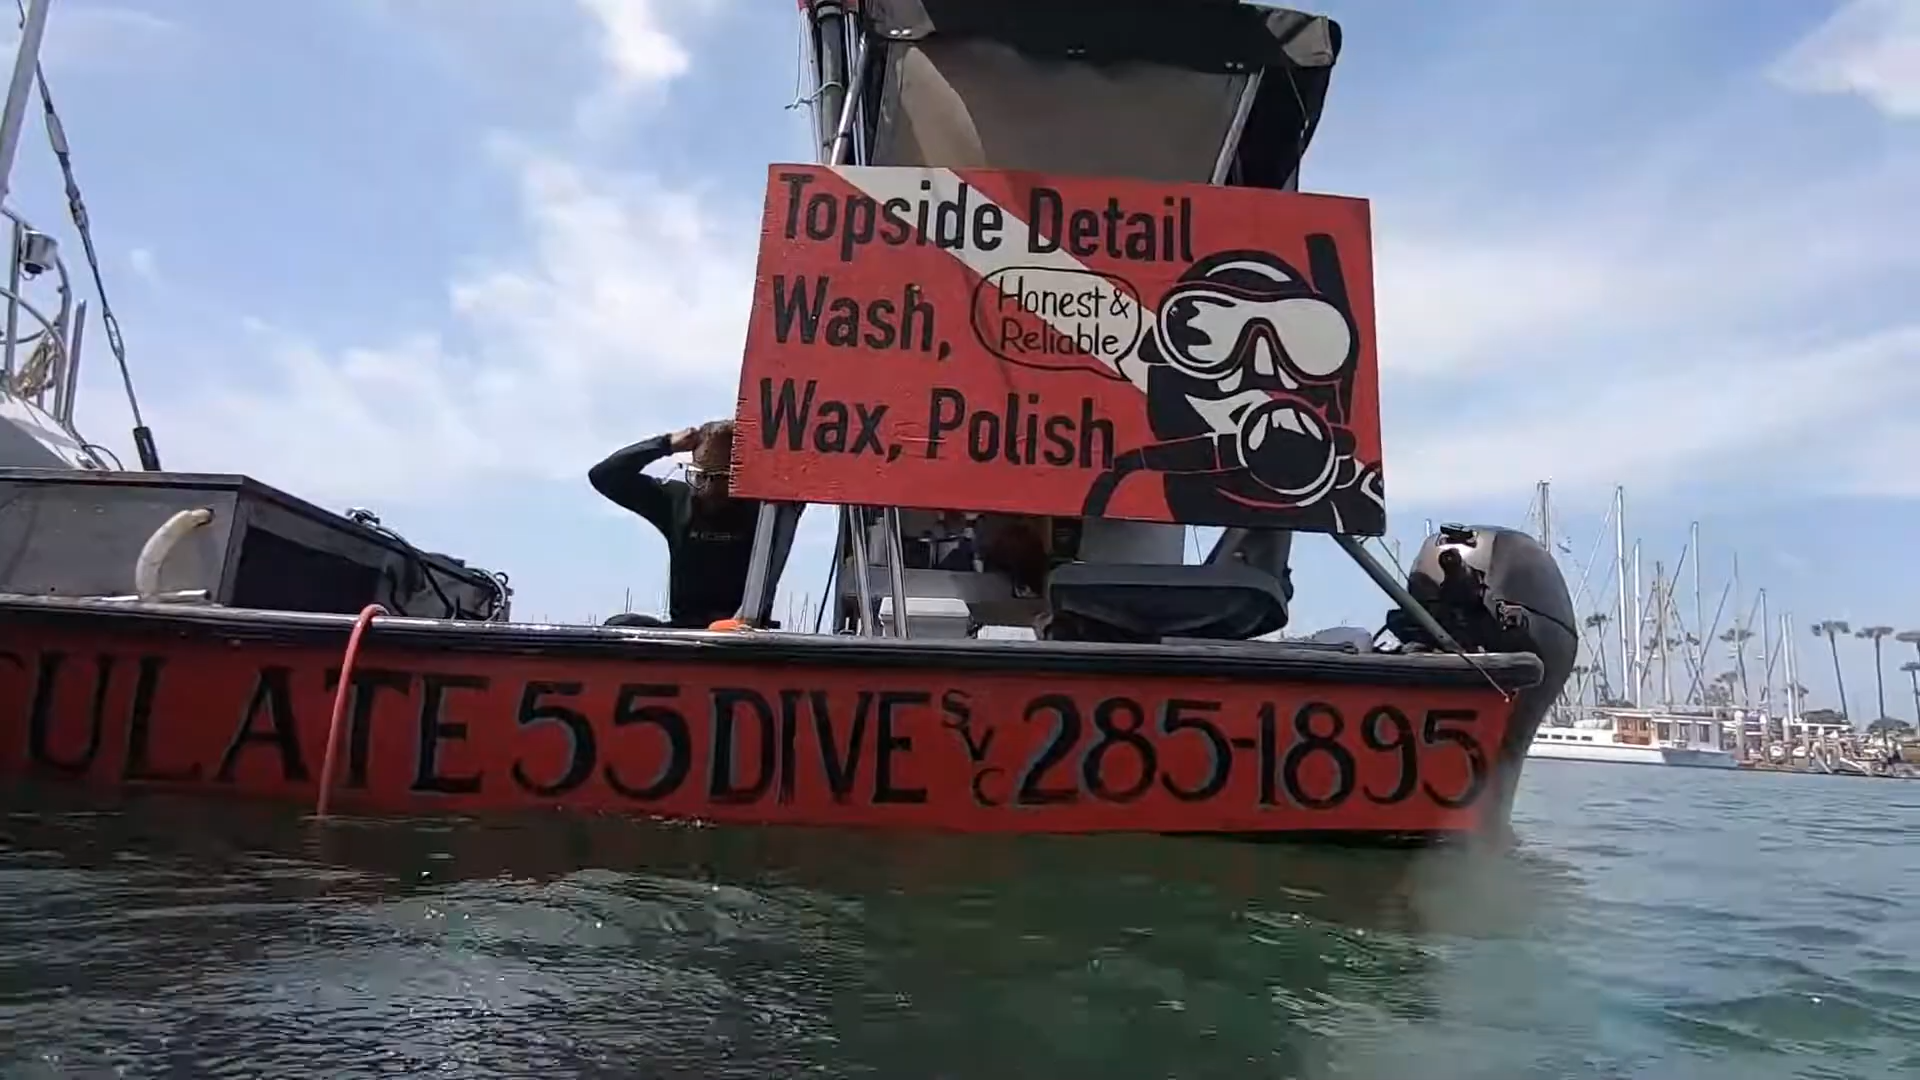 Topside Detail
Wash,
Honest &
Reliable
Wax, Polish
ULATE 55 DIVE SVC 285-1895